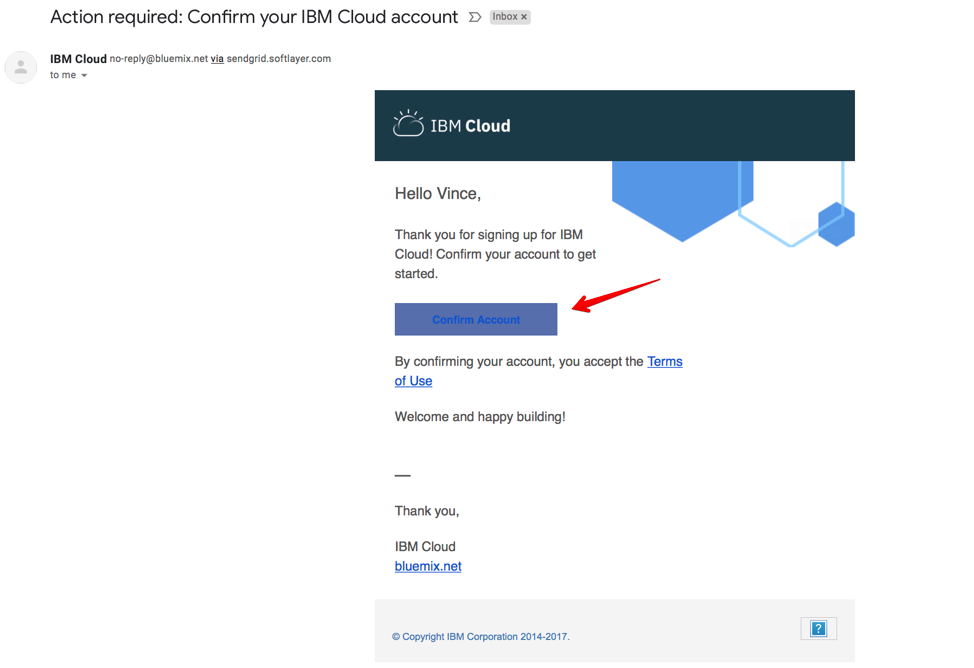 Action required: Confirm your IBM Cloud account Inbox x
IBM Cloud no-reply@bluemix.net via sendgrid.softlayer.com
to me
IBM Cloud
Hello Vince,
Thank you for signing up for IBM
Cloud! Confirm your account to get
started.
Confirm Account
By confirming your account, you accept the Terms
of Use
Welcome and happy building!
—
Thank you,
IBM Cloud
bluemix.net
© Copyright IBM Corporation 2014-2017.
?